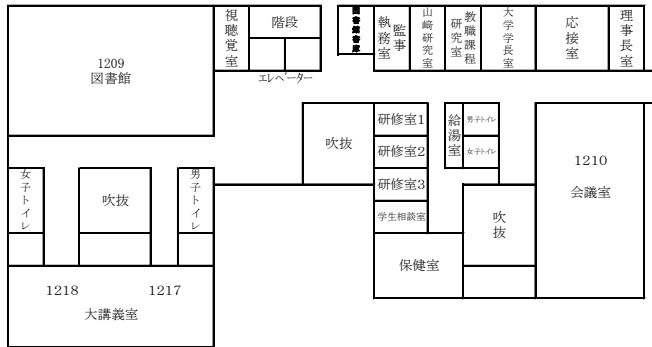 1209
図書館
視聴覚室
階段
エレベーター
図書館書庫
監事
執務室
山崎研究室
教職課程
研究室
大学学長室
応接室
理事長室
吹抜
研修室1
研修室2
研修室3
学生相談室
給湯室
男子トイレ
女子トイレ
1210
会議室
女子トイレ
吹抜
男子トイレ
吹抜
保健室
1218
1217
大講義室